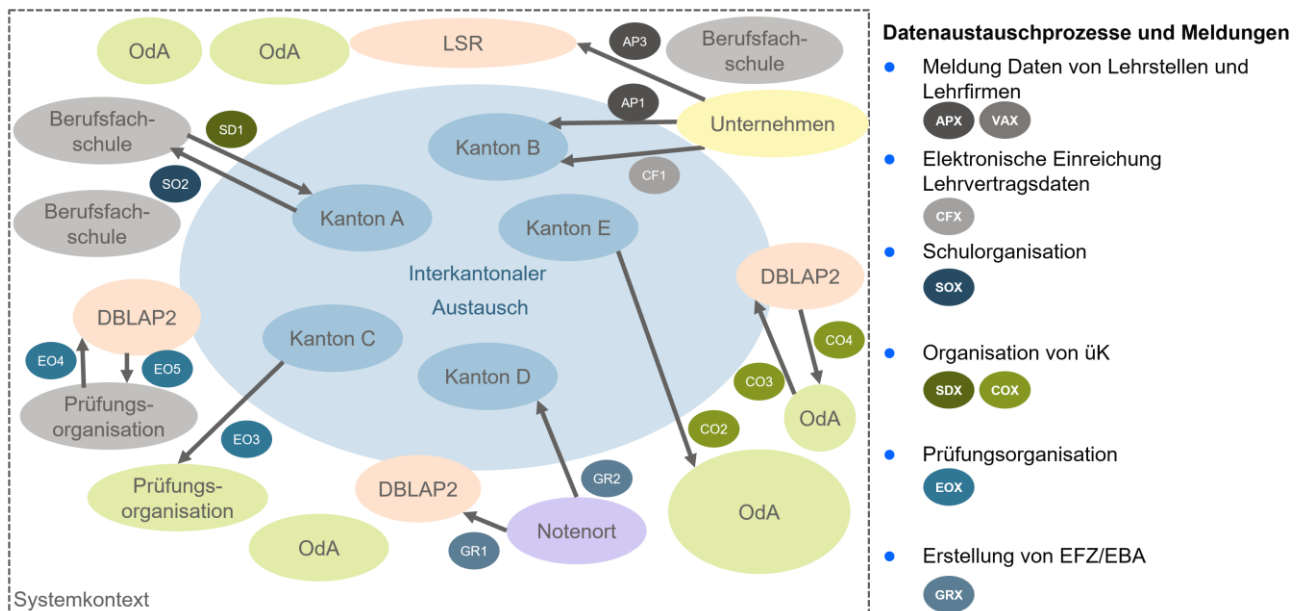 OdA
OdA
LSR
AP3
Berufsfach-
schule
Berufsfach-
schule
SD1
AP1
Unternehmen
Kanton B
SO2
CF1
Berufsfach-
schule
Kanton A
Kanton E
Interkantonaler
Austausch
DBLAP2
DBLAP2
Kanton C
EO4
EO5
Kanton D
CO4
CO3
Prüfungs-
organisation
EO3
CO2
OdA
Prüfungs-
organisation
DBLAP2
GR2
OdA
Notenort
GR1
OdA
Systemkontext
Datenaustauschprozesse und Meldungen
Meldung Daten von Lehrstellen und
Lehrfirmen
APX VAX
Elektronische Einreichung
Lehrvertragsdaten
CFX
Schulorganisation
SOX
Organisation von üK
SDX COX
Prüfungsorganisation
EOX
Erstellung von EFZ/EBA
GRX